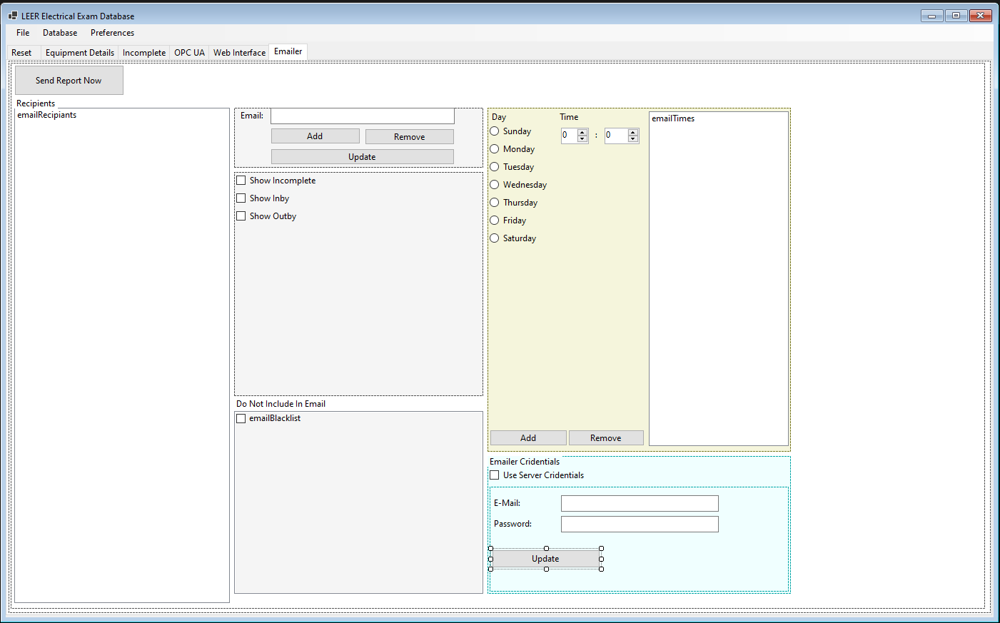 LEER Electrical Exam Database
File Database Preferences
Reset Equipment Details Incomplete OPC UA Web Interface Emailer
Send Report Now
Recipients
emailRecipiants
Email:
Add Remove
Update
Show Incomplete
Show Inby
Show Outby
Do Not Include In Email
emailBlacklist
Day Time
Sunday 0 : 0
Monday
Tuesday
Wednesday
Thursday
Friday
Saturday
Add Remove
emailTimes
Emailer Cridentials
Use Server Cridentials
E-Mail:
Password:
Update